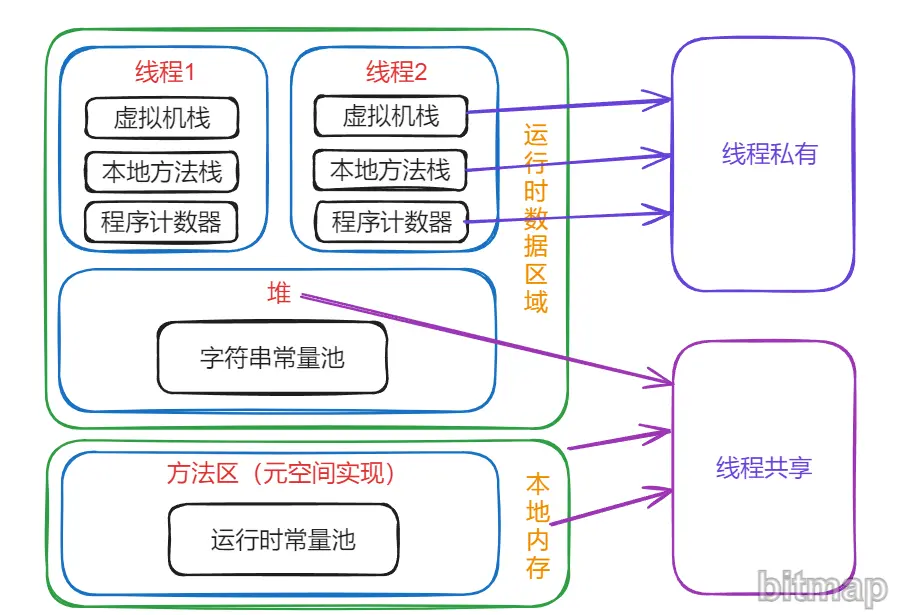 线程1
虚拟机栈
本地方法栈
程序计数器
线程2
虚拟机栈
本地方法栈
程序计数器
运行时数据区域
线程私有
堆
字符串常量池
线程共享
方法区（元空间实现）
运行时常量池
本地内存
bitmap